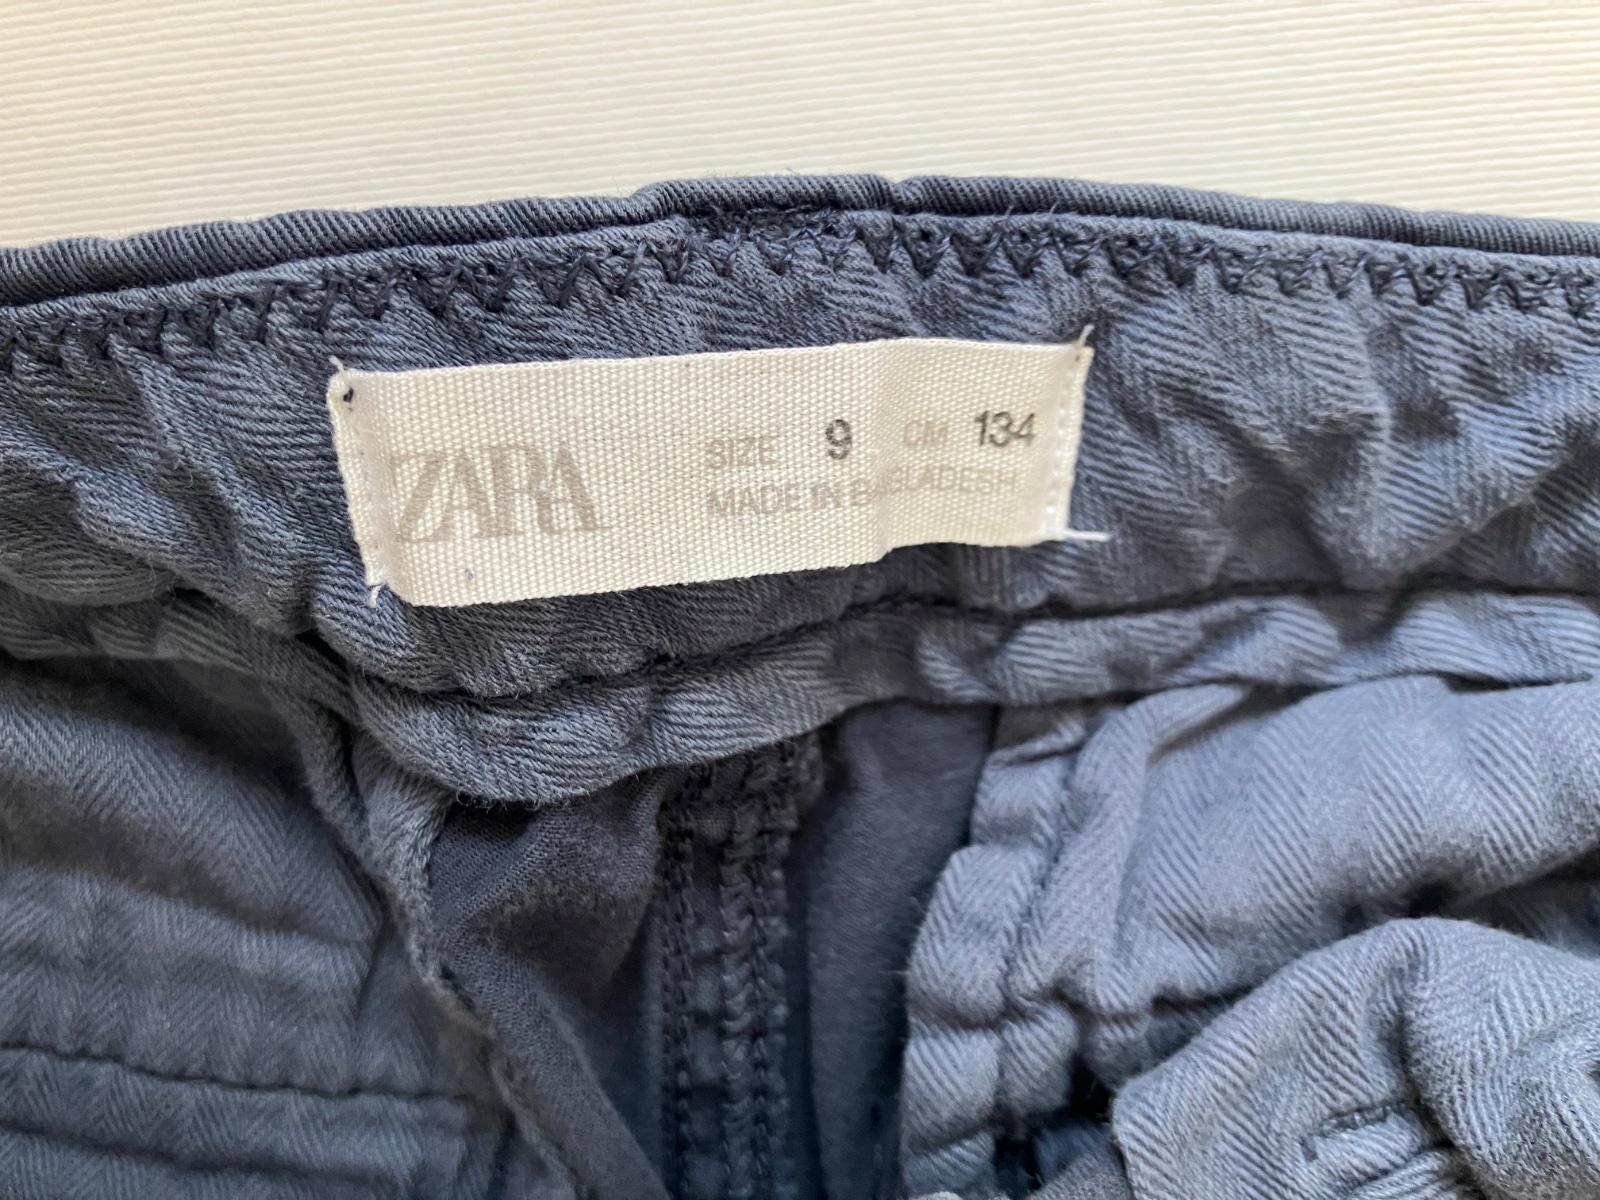 ZARA
SIZE 9 CM 134
MADE IN BANGLADESH